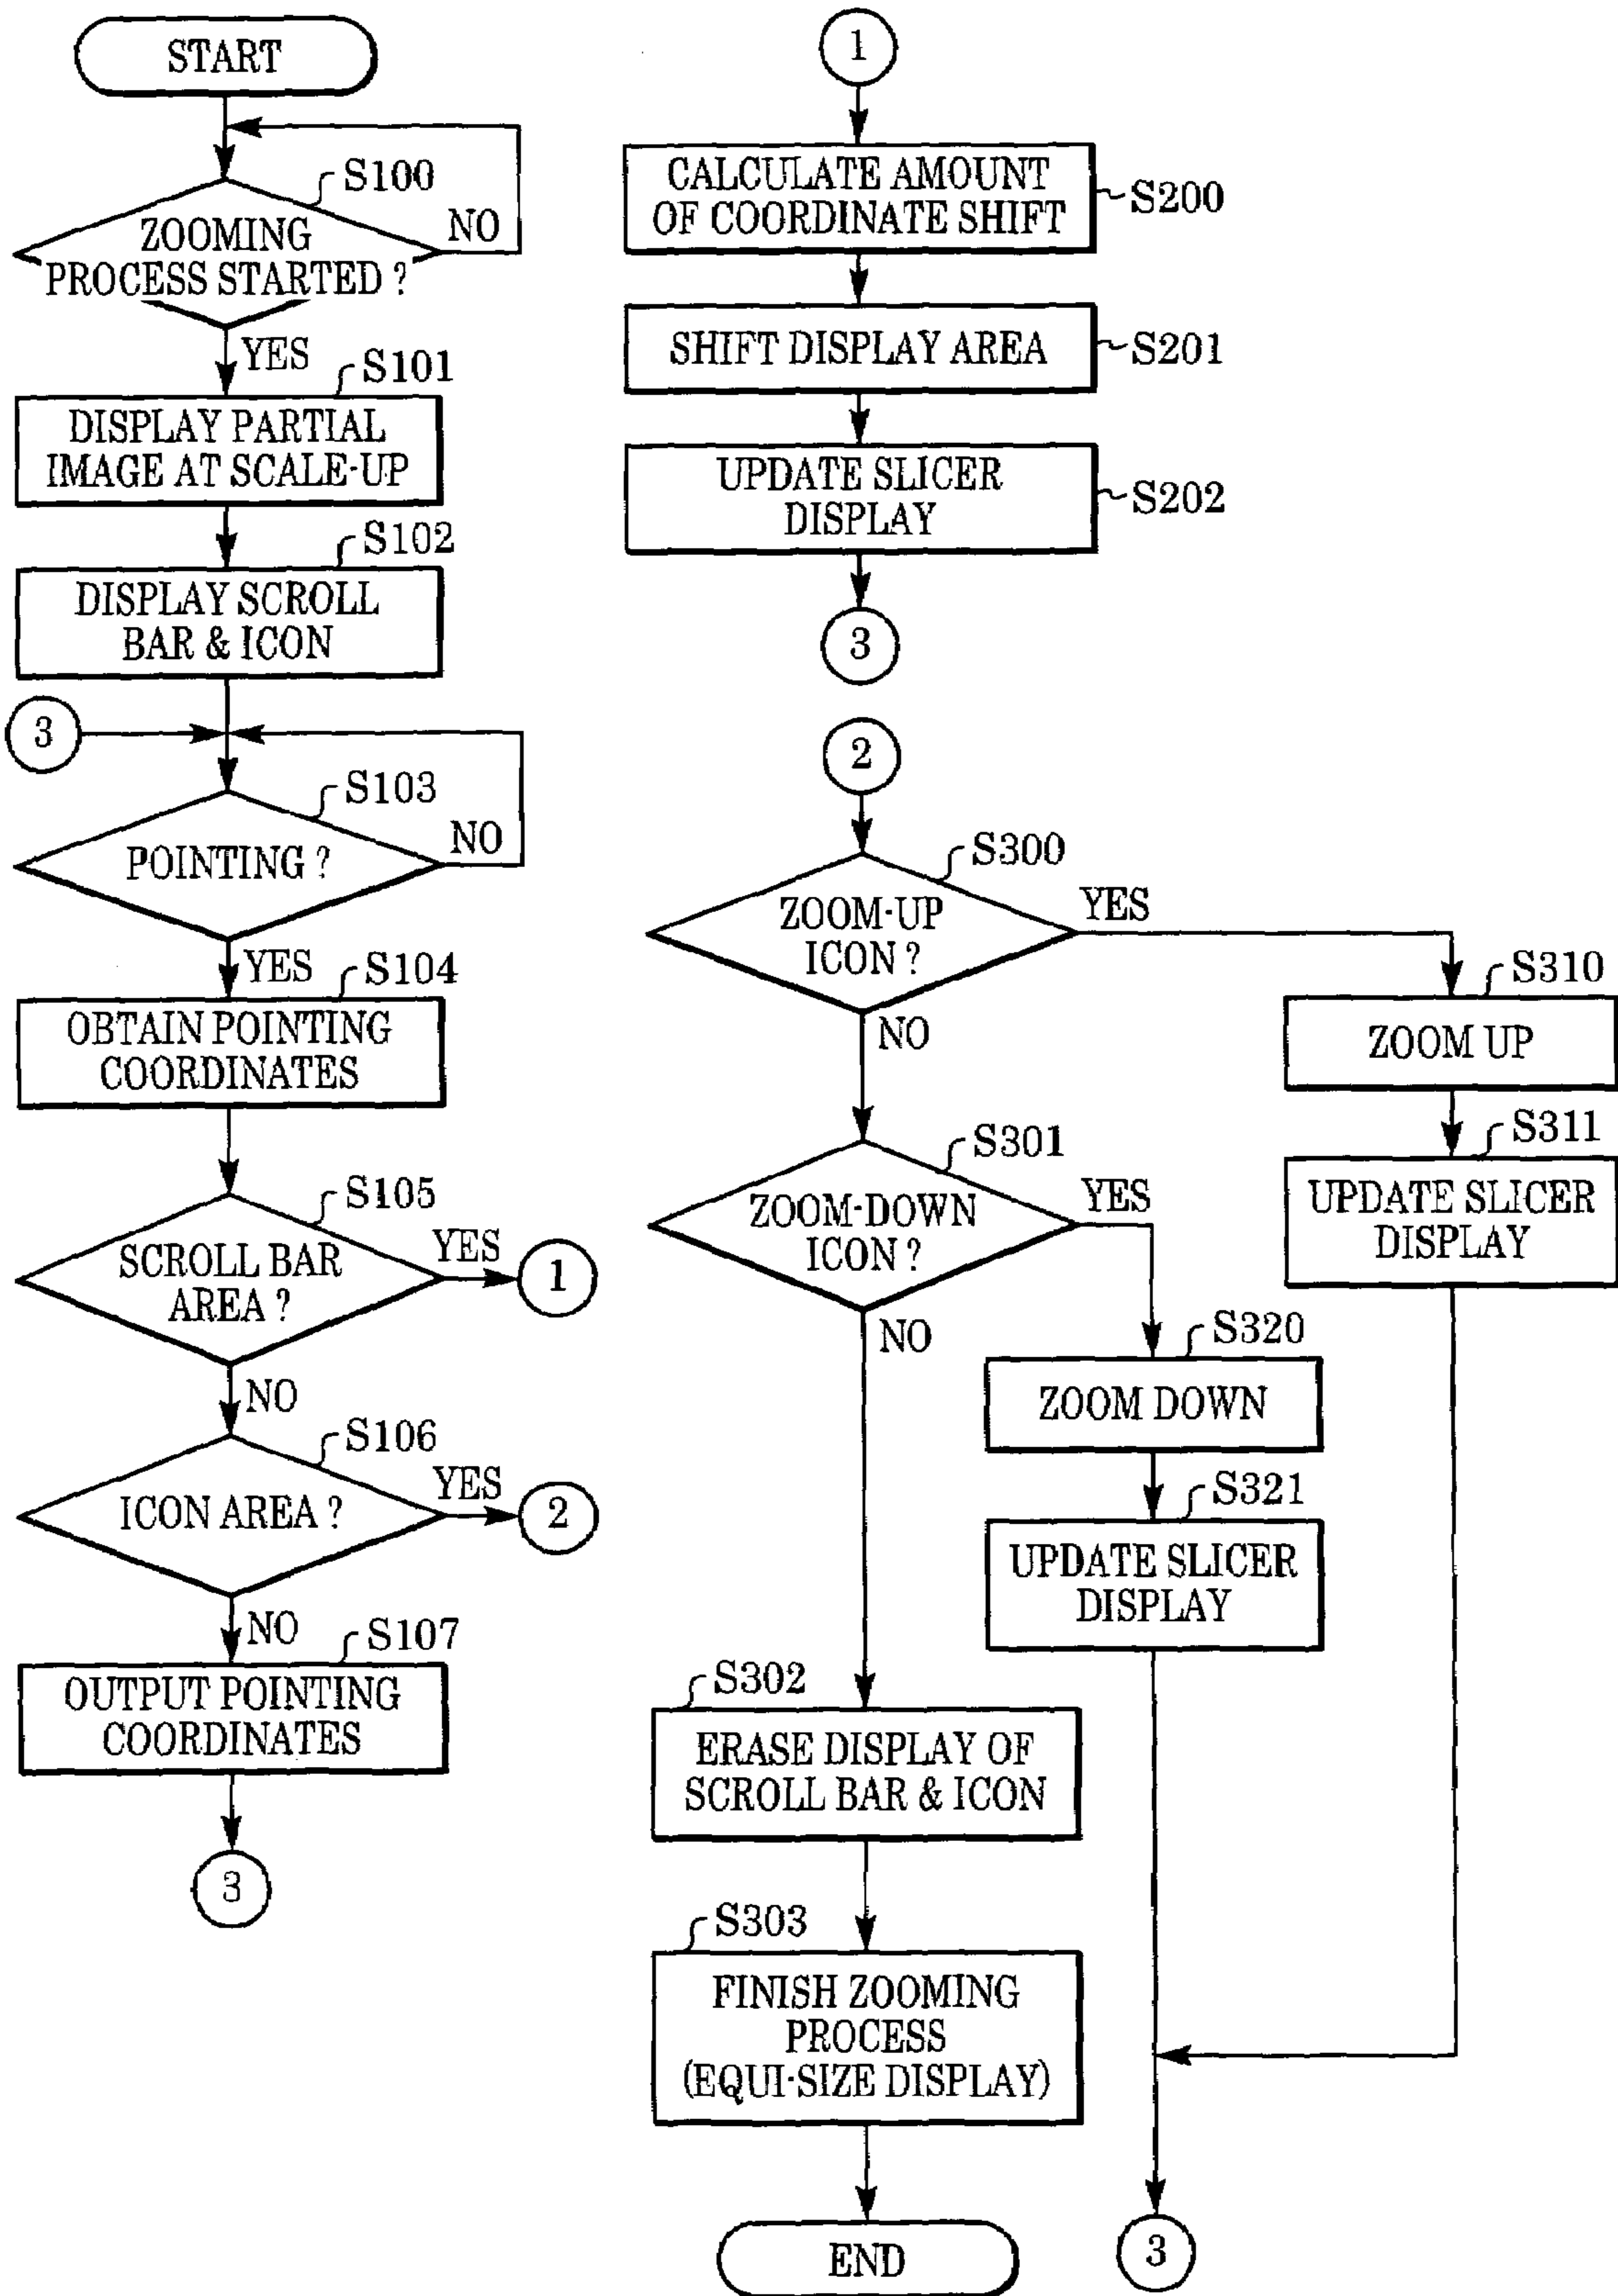 START
S100
ZOOMING
PROCESS STARTED ?
NO
YES
S101
DISPLAY PARTIAL
IMAGE AT SCALE-UP
S102
DISPLAY SCROLL
BAR & ICON
3
S103
POINTING ?
NO
YES
S104
OBTAIN POINTING
COORDINATES
S105
SCROLL BAR
AREA ?
YES
1
NO
S106
ICON AREA ?
YES
2
NO
S107
OUTPUT POINTING
COORDINATES
3
1
CALCULATE AMOUNT
OF COORDINATE SHIFT
S200
SHIFT DISPLAY AREA
S201
UPDATE SLICER
DISPLAY
S202
3
2
S300
ZOOM-UP
ICON ?
YES
NO
S310
ZOOM UP
S311
UPDATE SLICER
DISPLAY
S301
ZOOM-DOWN
ICON ?
YES
NO
S320
ZOOM DOWN
S321
UPDATE SLICER
DISPLAY
S302
ERASE DISPLAY OF
SCROLL BAR & ICON
S303
FINISH ZOOMING
PROCESS
(EQUI-SIZE DISPLAY)
END
3